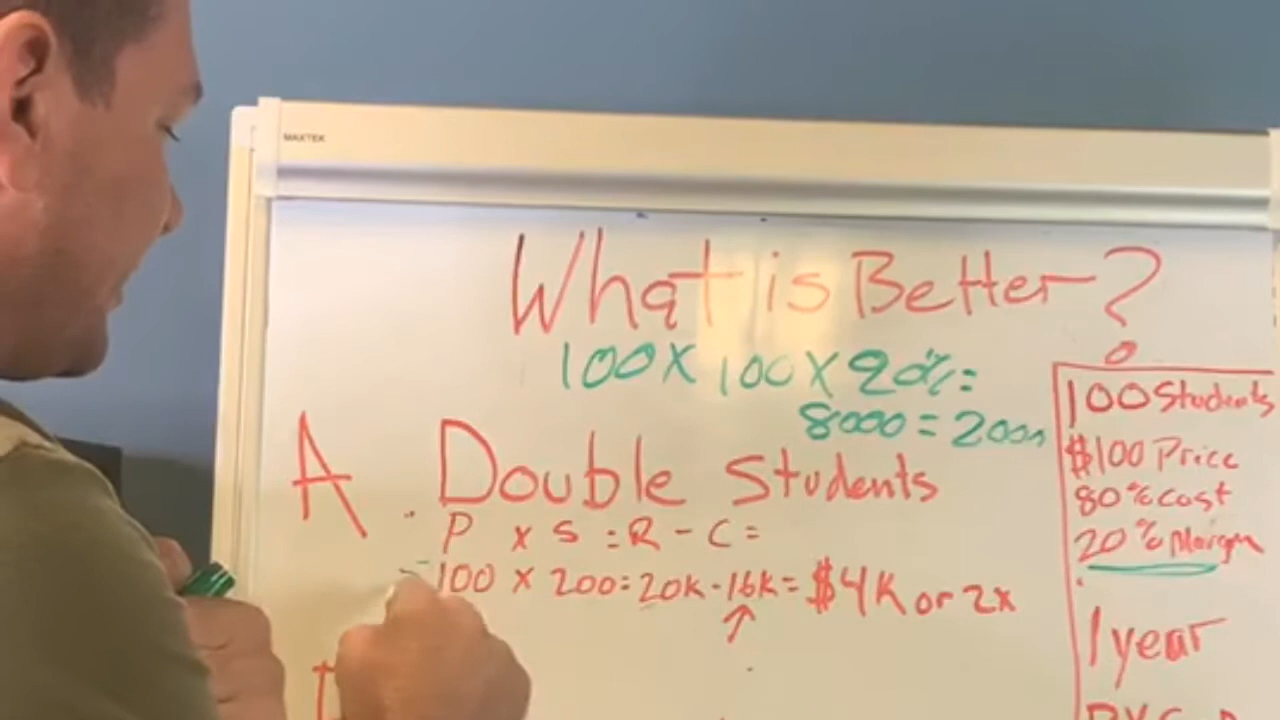 MAXTEK
What is Better?
100 X 100 X 20% =
8000 = 2000
A. Double Students
P x S = R - C =
100 x 200 = 20K - 16K = $4K or 2x
100 Students
$100 Price
80% cost
20% Margin
1 year